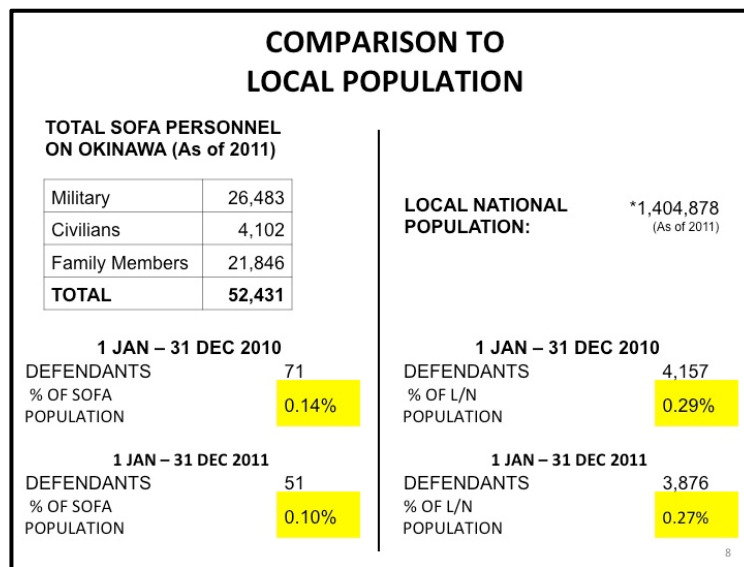 COMPARISON TO
LOCAL POPULATION
TOTAL SOFA PERSONNEL
ON OKINAWA (As of 2011)
Military 26,483
Civilians 4,102
Family Members 21,846
TOTAL 52,431
1 JAN – 31 DEC 2010
DEFENDANTS 71
% OF SOFA
POPULATION 0.14%
1 JAN – 31 DEC 2011
DEFENDANTS 51
% OF SOFA
POPULATION 0.10%
LOCAL NATIONAL
POPULATION:
*1,404,878
(As of 2011)
1 JAN – 31 DEC 2010
DEFENDANTS 4,157
% OF L/N
POPULATION 0.29%
1 JAN – 31 DEC 2011
DEFENDANTS 3,876
% OF L/N
POPULATION 0.27%
8